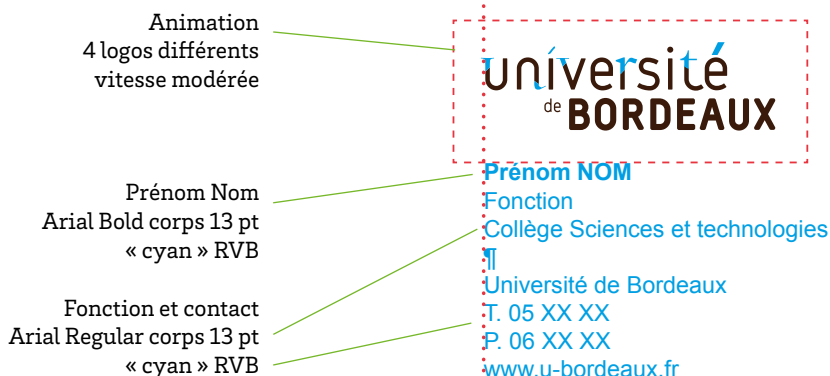 Animation
4 logos différents
vitesse modérée
université
de BORDEAUX
Prénom Nom
Arial Bold corps 13 pt
« cyan » RVB
Fonction et contact
Arial Regular corps 13 pt
« cyan » RVB
Prénom NOM
Fonction
Collège Sciences et technologies
¶
Université de Bordeaux
T. 05 XX XX
P. 06 XX XX
www.u-bordeaux.fr